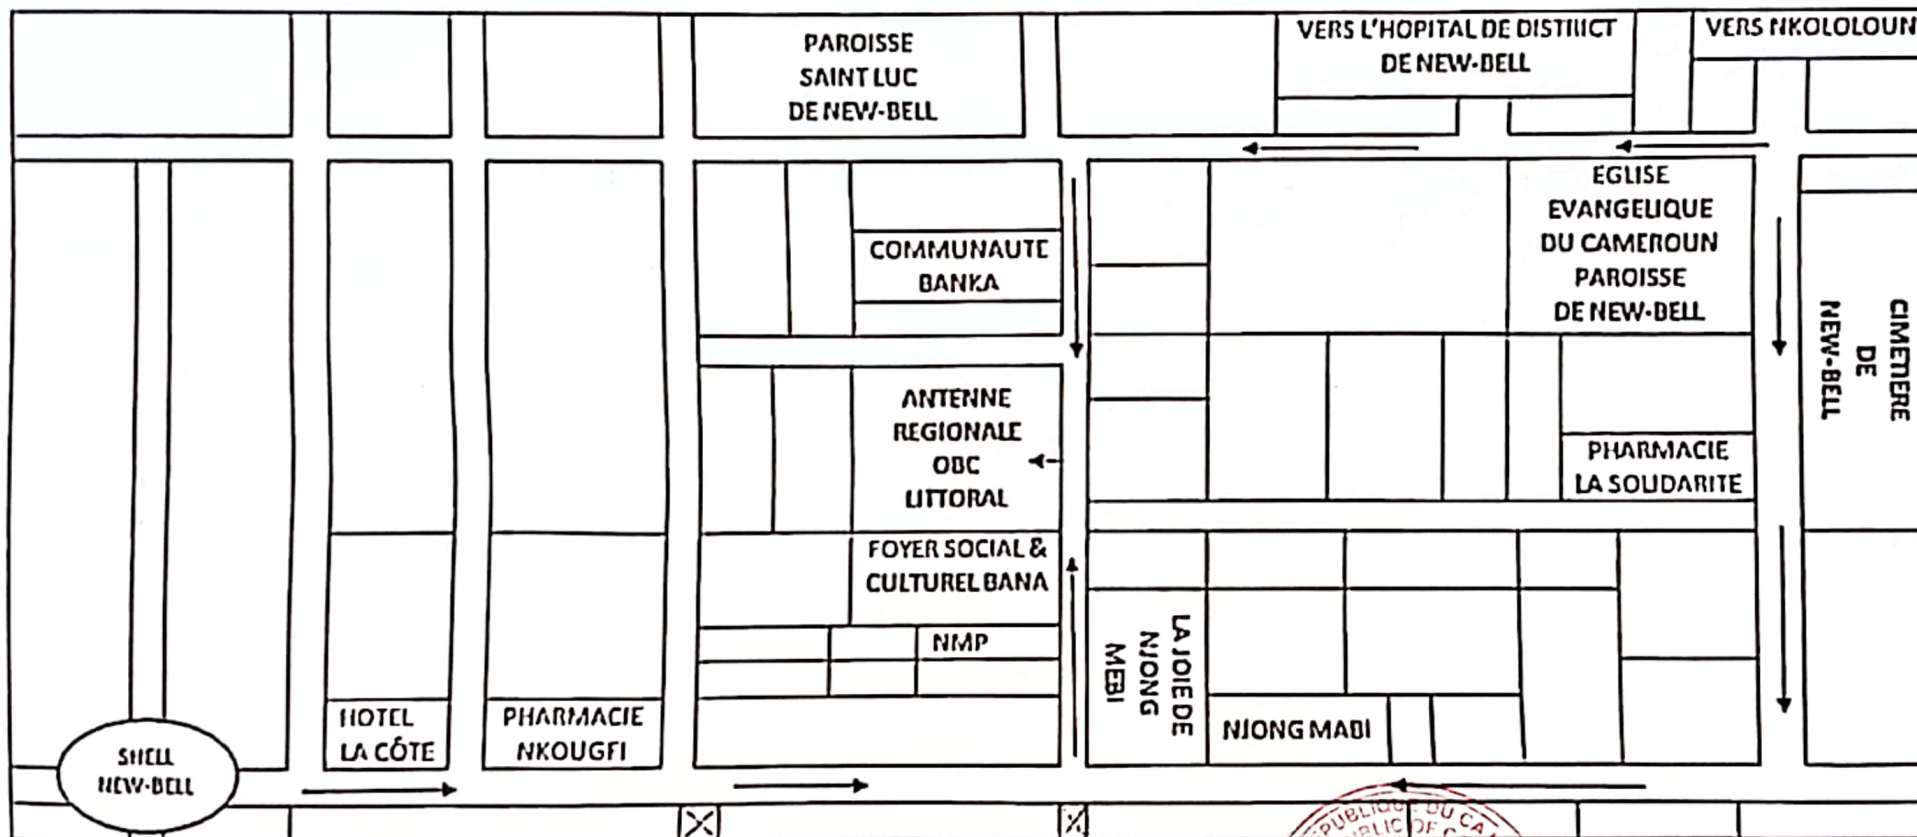 PAROISSE
SAINT LUC
DE NEW-BELL
VERS L'HOPITAL DE DISTRICT
DE NEW-BELL
VERS NKOLOLOUN
EGLISE
EVANGELIQUE
DU CAMEROUN
PAROISSE
DE NEW-BELL
COMMUNAUTE
BANKA
CIMETIERE
DE
NEW-BELL
ANTENNE
REGIONALE
OBC
LITTORAL
PHARMACIE
LA SOLIDARITE
FOYER SOCIAL &
CULTUREL BANA
NMP
LA JOIE DE
NJONG
MEBI
HOTEL
LA CÔTE
PHARMACIE
NKOUGFI
NJONG MABI
SHELL
NEW-BELL